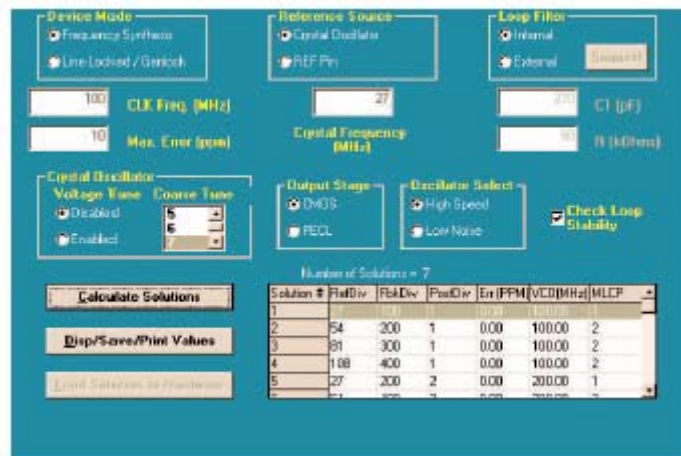 Device Mode
Frequency Synthesis
Line-Locked / Genlock
Reference Source
Crystal Oscillator
REF Pin
Loop Filter
Internal
External
100
CLK Freq. (MHz)
10
Max. Error (ppm)
27
Crystal Frequency
(MHz)
C1 (pF)
(kOhms)
Crystal Oscillator
Voltage Tune Coarse Tune
Disabled
Enabled
5
6
7
Output Stage
CMOS
PECL
Oscillator Select
High Speed
Low Noise
Check Loop
Stability
Number of Solutions = 7
Calculate Solutions
Disp/Save/Print Values
Solution # RefDiv FbkDiv PostDiv Err (PPM) VCO(MHz) MLCP
1
2 54 200 1 0.00 100.00 2
3 81 300 1 0.00 100.00 2
4 108 400 1 0.00 100.00 2
5 27 200 2 0.00 200.00 1